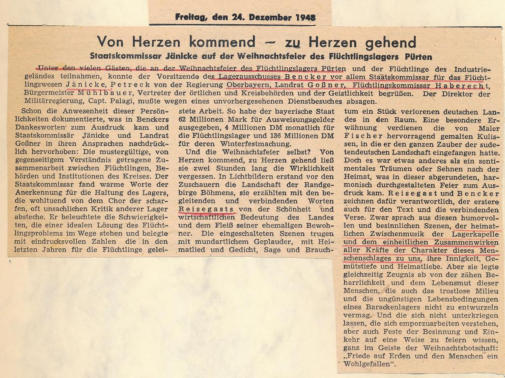 Freitag, den 24. Dezember 1948
Von Herzen kommend — zu Herzen gehend
Staatskommissar Jänicke auf der Weihnachtsfeier des Flüchtlingslagers Pürten
Unter den vielen Gästen, die an der Weihnachtsfeier des Flüchtlingslagers Pürten und der Flüchtlinge des Industrie-
geländes teilnahmen, konnte der Vorsitzende des Lagerausschusses Bencker vor allem Staatskommissar für das Flücht-
lingswesen Jänicke, Petreck von der Regierung Oberbayern, Landrat Goßner, Flüchtlingskommissar Haberecht,
Bürgermeister Mühlbauer, Vertreter der örtlichen und Kreisbehörden und der Geistlichkeit begrüßen. Der Direktor der
Militärregierung, Capt. Palagi, mußte wegen eines unvorhergesehenen Dienstbesuches absagen.
Schon die Anwesenheit dieser Persön-
lichkeiten dokumentierte, was in Benckers
Dankesworten zum Ausdruck kam und
Staatskommissar Jänicke und Landrat
Goßner in ihren Ansprachen nachdrück-
lich hervorhoben: Die mustergültige, von
gegenseitigem Verständnis getragene Zu-
sammenarbeit zwischen Flüchtlingen, Be-
hörden und Institutionen des Kreises. Der
Staatskommissar fand warme Worte der
Anerkennung für die Haltung des Lagers,
die wohltuend von dem Chor der schar-
fen, oft unsachlichen Kritik anderer Lager
absteche. Er beleuchtete die Schwierigkei-
ten, die einer idealen Lösung des Flücht-
lingsproblems im Wege stehen und belegte
mit eindrucksvollen Zahlen die in den
letzten Jahren für die Flüchtlinge gelei-
stete Arbeit. So habe der bayerische Staat
62 Millionen Mark für Ausweisungsgelder
ausgegeben, 4 Millionen DM monatlich für
die Flüchtlingslager und 136 Millionen DM
für deren Winterfestmachung.
Und die Weihnachtsfeier selbst? Von
Herzen kommend, zu Herzen gehend, ließ
sie zwei Stunden lang die Wirklichkeit
vergessen. In Lichtbildern erstand vor den
Zuschauern die Landschaft der Randge-
birge Böhmens, sie erzählten mit den be-
gleitenden und verbindenden Worten
Reisegasts von der Schönheit und
wirtschaftlichen Bedeutung des Landes
und dem Fleiß seiner ehemaligen Bewoh-
ner. Die eingeschalteten Szenen trugen
mit mundartlichem Geplauder, mit Hei-
matlied und Gedicht, Sage und Brauch-
tum ein Stück verlorenen deutschen Lan-
des in den Raum. Eine besondere Er-
wähnung verdienen die von Maler
Fischer hervorragend gemalten Kulis-
sen, in die er den ganzen Zauber der sude-
tendeutschen Landschaft eingefangen hatte.
Doch es war etwas anderes als ein senti-
mentales Träumen oder Sehnen nach der
Heimat, was in dieser abgerundeten, har-
monisch durchgestalteten Feier zum Aus-
druck kam. Reisegast und Bencker,
zeichnen dafür verantwortlich, der erstere
auch für den Text und die verbindenden
Verse. Zwar sprach aus diesen humorvol-
len und besinnlichen Szenen, der heimat-
lichen Zwischenmusik der Lagerkapelle
und dem einheitlichen Zusammenwirken
aller Kräfte der Charakter dieses Men-
schenschlages zu uns, ihre Innigkeit, Ge-
mütstiefe und Heimatliebe. Aber sie legte
gleichzeitig Zeugnis ab von der zähen Be-
harrlichkeit und dem Lebensmut dieser
Menschen, die auch das trostlose Milieu
und die ungünstigen Lebensbedingungen
eines Barackenlagers nicht zu entwurzeln
vermag. Und die sich nicht unterkriegen
lassen, die sich emporzuarbeiten verstehen,
aber auch Feste der Besinnung und Ein-
kehr auf eine Weise zu feiern wissen,
ganz im Geiste der Weihnachtsbotschaft:
„Friede auf Erden und den Menschen ein
Wohlgefallen“.